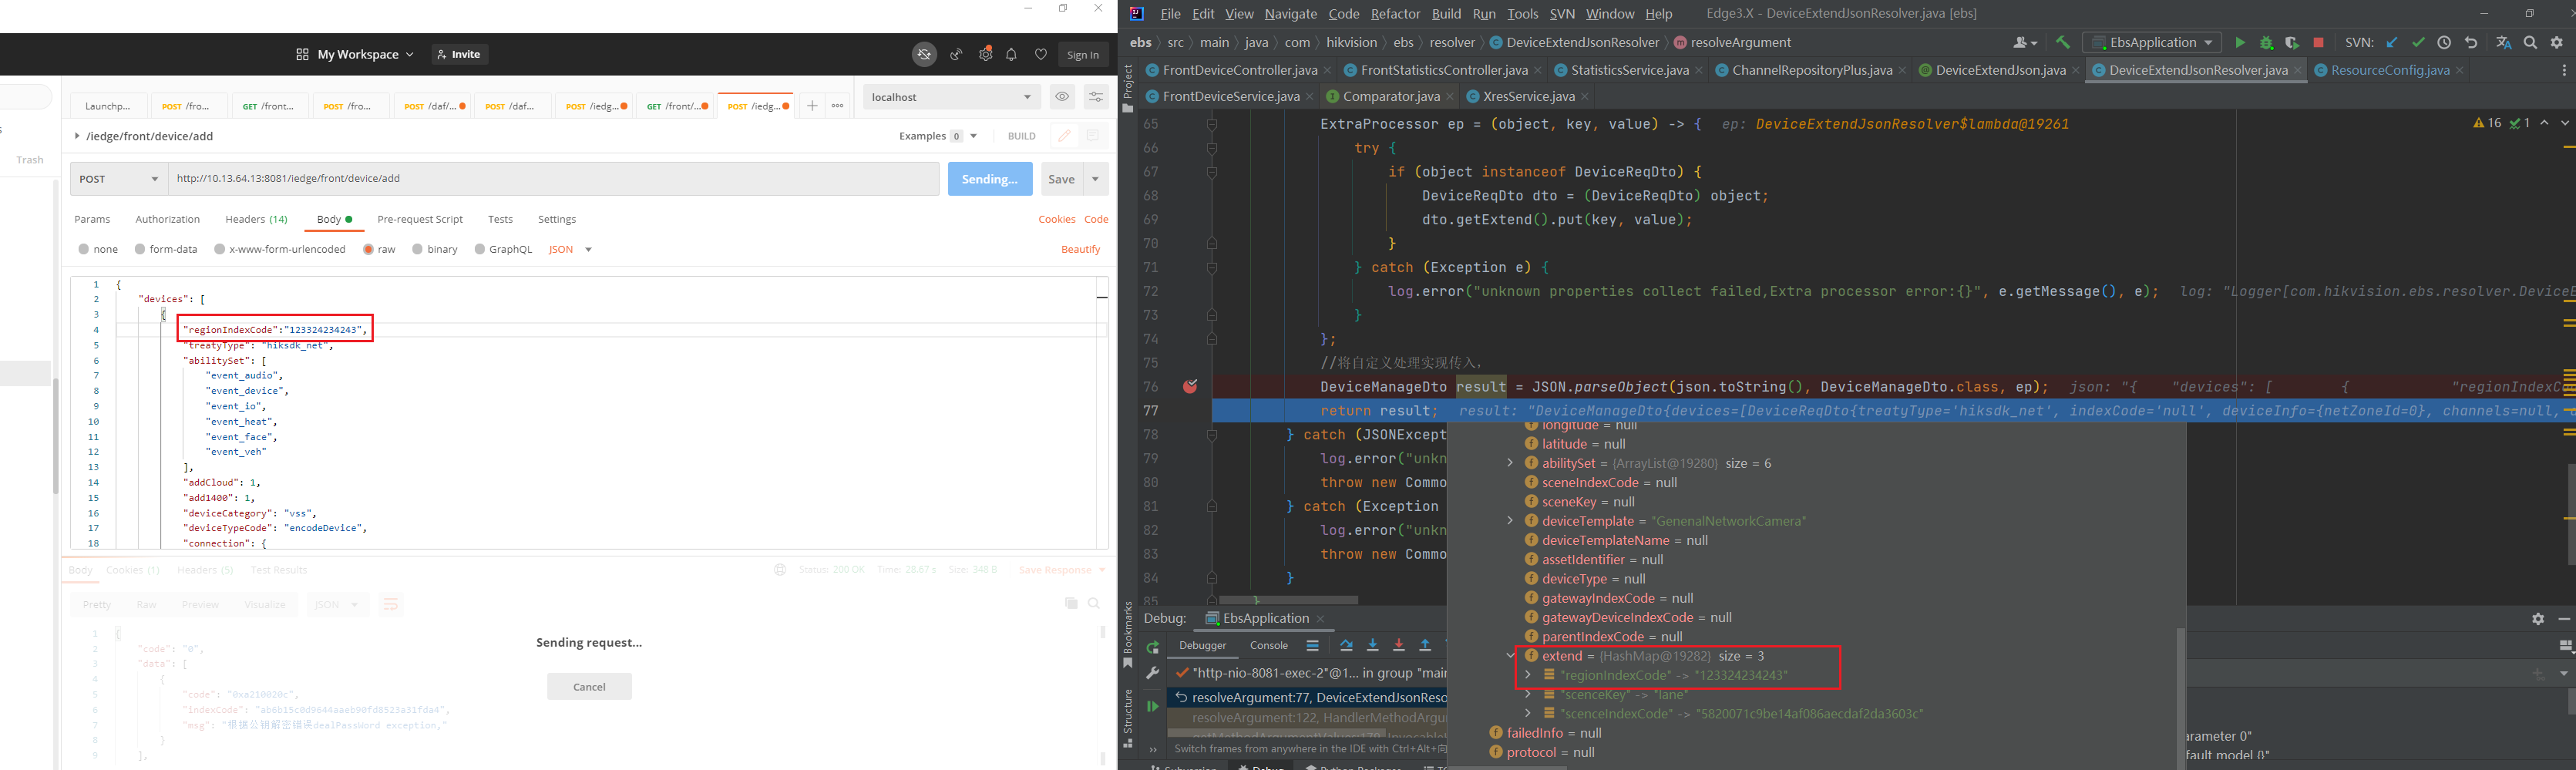 My Workspace
Invite
Sign In
Launchp...
POST /fro...
GET /front...
POST /fro...
POST /daf/...
POST /daf...
POST /iedg...
GET /front/...
POST /iedg...
localhost
/iedge/front/device/add
Examples 0
BUILD
Trash
POST
http://10.13.64.13:8081/iedge/front/device/add
Sending...
Save
Params
Authorization
Headers (14)
Body
Pre-request Script
Tests
Settings
Cookies
Code
none
form-data
x-www-form-urlencoded
raw
binary
GraphQL
JSON
Beautify
1 {
2 "devices": [
3 {
4 "regionIndexCode":"123324234243",
5 "treatyType": "hiksdk_net",
6 "abilitySet": [
7 "event_audio",
8 "event_device",
9 "event_io",
10 "event_heat",
11 "event_face",
12 "event_veh"
13 ],
14 "addCloud": 1,
15 "add1400": 1,
16 "deviceCategory": "vss",
17 "deviceTypeCode": "encodeDevice",
18 "connection": {
Body
Cookies (1)
Headers (5)
Test Results
Status: 200 OK
Time: 28.67 s
Size: 348 B
Save Response
Pretty
Raw
Preview
Visualize
JSON
1 {
2 "code": "0",
3 "data": [
4 {
5 "code": "0xa210020c",
6 "indexCode": "ab6b15c0d9644aaeb90fd8523a31fda4",
7 "msg": "根据公钥解密错误dealPassWord exception,"
8 }
9 ],
Sending request...
Cancel
File Edit View Navigate Code Refactor Build Run Tools SVN Window Help
Edge3.X - DeviceExtendJsonResolver.java [ebs]
ebs src main java com hikvision ebs resolver DeviceExtendJsonResolver resolveArgument
EbsApplication
SVN:
FrontDeviceController.java
FrontStatisticsController.java
StatisticsService.java
ChannelRepositoryPlus.java
DeviceExtendJson.java
DeviceExtendJsonResolver.java
ResourceConfig.java
FrontDeviceService.java
Comparator.java
XresService.java
Project
16 1
65 ExtraProcessor ep = (object, key, value) -> { ep: DeviceExtendJsonResolver$lambda@19261
66 try {
67 if (object instanceof DeviceReqDto) {
68 DeviceReqDto dto = (DeviceReqDto) object;
69 dto.getExtend().put(key, value);
70 }
71 } catch (Exception e) {
72 log.error("unknown properties collect failed,Extra processor error:{}", e.getMessage(), e); log: "Logger[com.hikvision.ebs.resolver.DeviceE
73 }
74 };
75 //将自定义处理实现传入,
76 DeviceManageDto result = JSON.parseObject(json.toString(), DeviceManageDto.class, ep); json: "{ "devices": [ { "regionIndexCo
77 return result; result: "DeviceManageDto{devices=[DeviceReqDto{treatyType='hiksdk_net', indexCode='null', deviceInfo={netZoneId=0}, channels=null,
78 } catch (JSONExcept
79 log.error("unkn
80 throw new Commo
81 } catch (Exception
82 log.error("unkn
83 throw new Commo
84 }
85 }
longitude = null
latitude = null
abilitySet = {ArrayList@19280} size = 6
sceneIndexCode = null
sceneKey = null
deviceTemplate = "GenenalNetworkCamera"
deviceTemplateName = null
assetIdentifier = null
deviceType = null
gatewayIndexCode = null
gatewayDeviceIndexCode = null
parentIndexCode = null
extend = {HashMap@19282} size = 3
"regionIndexCode" -> "123324234243"
"scenceKey" -> "lane"
"scenceIndexCode" -> "5820071c9be14af086aecdaf2da3603c"
failedInfo = null
protocol = null
Debug:
EbsApplication
Debugger
Console
"http-nio-8081-exec-2"@1... in group "main
resolveArgument:77, DeviceExtendJsonReso
resolveArgument:122, HandlerMethodArgu
Switch frames from anywhere in the IDE with Ctrl+Alt+向
Bookmarks
Structure
arameter 0"
fault model {}"
Subversion
Debug
Python Packages